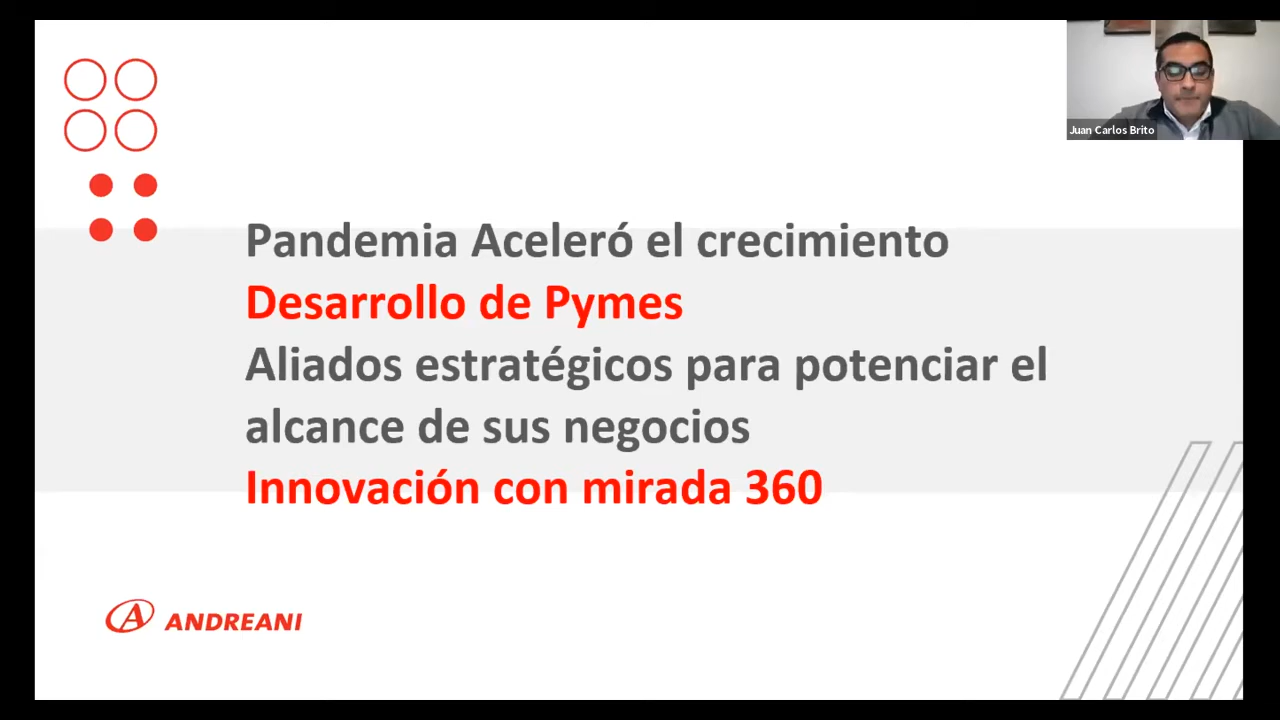 Juan Carlos Brito
Pandemia Aceleró el crecimiento
Desarrollo de Pymes
Aliados estratégicos para potenciar el
alcance de sus negocios
Innovación con mirada 360
A ANDREANI